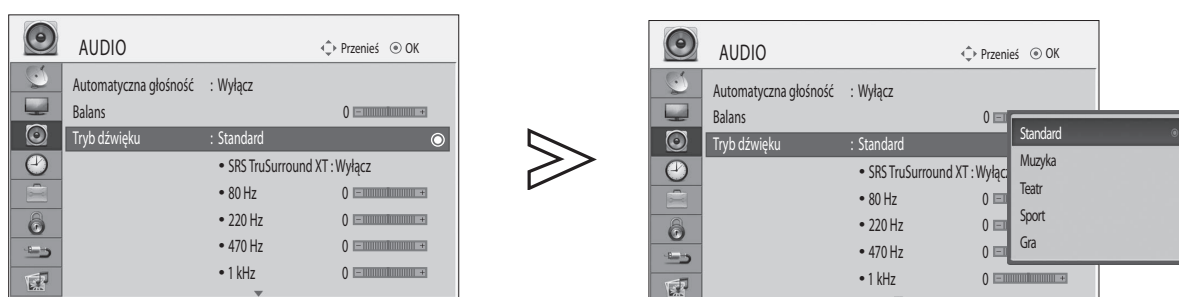 AUDIO
Przenieś OK
Automatyczna głośność : Wyłącz
Balans 0 - +
Tryb dźwięku : Standard
• SRS TruSurround XT : Wyłącz
• 80 Hz 0 - +
• 220 Hz 0 - +
• 470 Hz 0 - +
• 1 kHz 0 - +
AUDIO
Przenieś OK
Automatyczna głośność : Wyłącz
Balans 0 -
Tryb dźwięku : Standard
• SRS TruSurround XT : Wyłącz
• 80 Hz 0 -
• 220 Hz 0 -
• 470 Hz 0 -
• 1 kHz 0 - +
Standard
Muzyka
Teatr
Sport
Gra